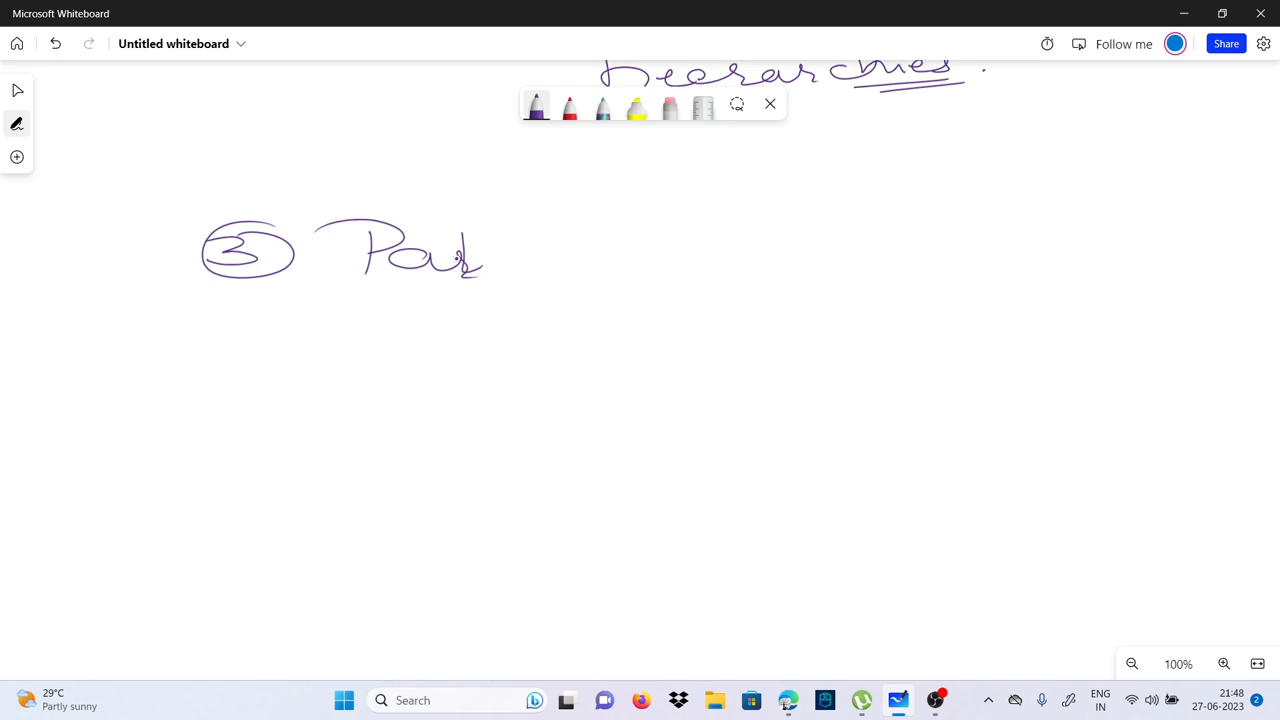 Microsoft Whiteboard
Untitled whiteboard
Follow me
Share
③
100%
29°C
Partly sunny
Search
ENG
IN
21:48
27-06-2023
2